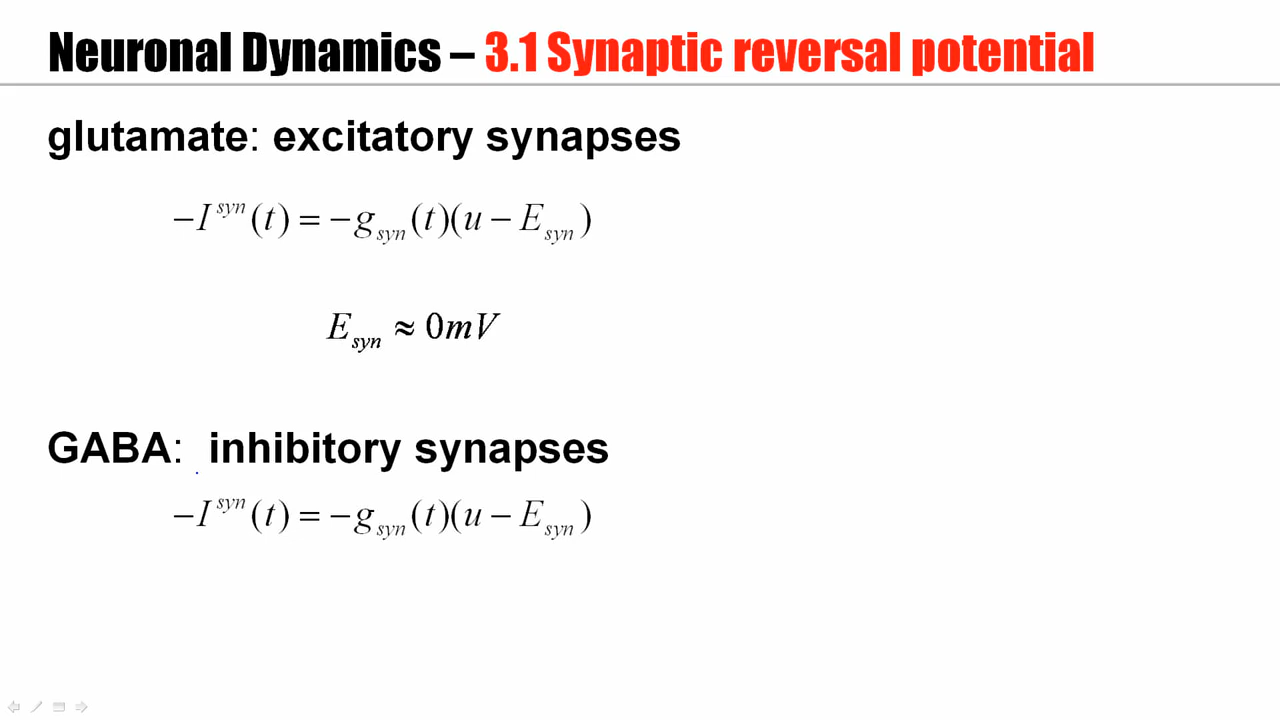 Neuronal Dynamics – 3.1 Synaptic reversal potential
glutamate: excitatory synapses
−I^{syn}(t) = −g_{syn}(t)(u − E_{syn})
E_{syn} ≈ 0mV
GABA: inhibitory synapses
−I^{syn}(t) = −g_{syn}(t)(u − E_{syn})